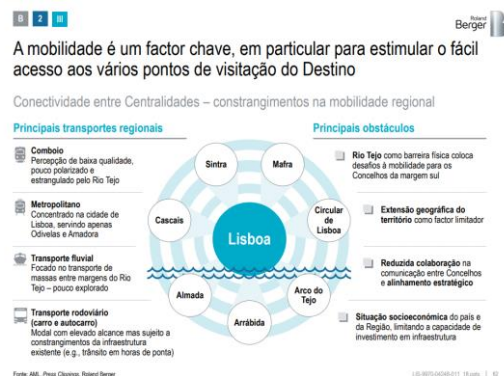 B 2 III
Roland
Berger
A mobilidade é um factor chave, em particular para estimular o fácil
acesso aos vários pontos de visitação do Destino
Conectividade entre Centralidades – constrangimentos na mobilidade regional
Principais transportes regionais
Comboio
Percepção de baixa qualidade,
pouco polarizado e
estrangulado pelo Rio Tejo
Metropolitano
Concentrado na cidade de
Lisboa, servindo apenas
Odivelas e Amadora
Transporte fluvial
Focado no transporte de
massas entre margens do Rio
Tejo – pouco explorado
Transporte rodoviário
(carro e autocarro)
Modal com elevado alcance mas sujeito a
constrangimentos da infraestrutura
existente (e.g., trânsito em horas de ponta)
Sintra
Mafra
Cascais
Circular
de
Lisboa
Lisboa
Almada
Arco do
Tejo
Arrábida
Principais obstáculos
Rio Tejo como barreira física coloca
desafios à mobilidade para os
Concelhos da margem sul
Extensão geográfica do
território como factor limitador
Reduzida colaboração na
comunicação entre Concelhos
e alinhamento estratégico
Situação socioeconómica do país e
da Região, limitando a capacidade de
investimento em infraestrutura
Fonte: AML, Press Clippings, Roland Berger